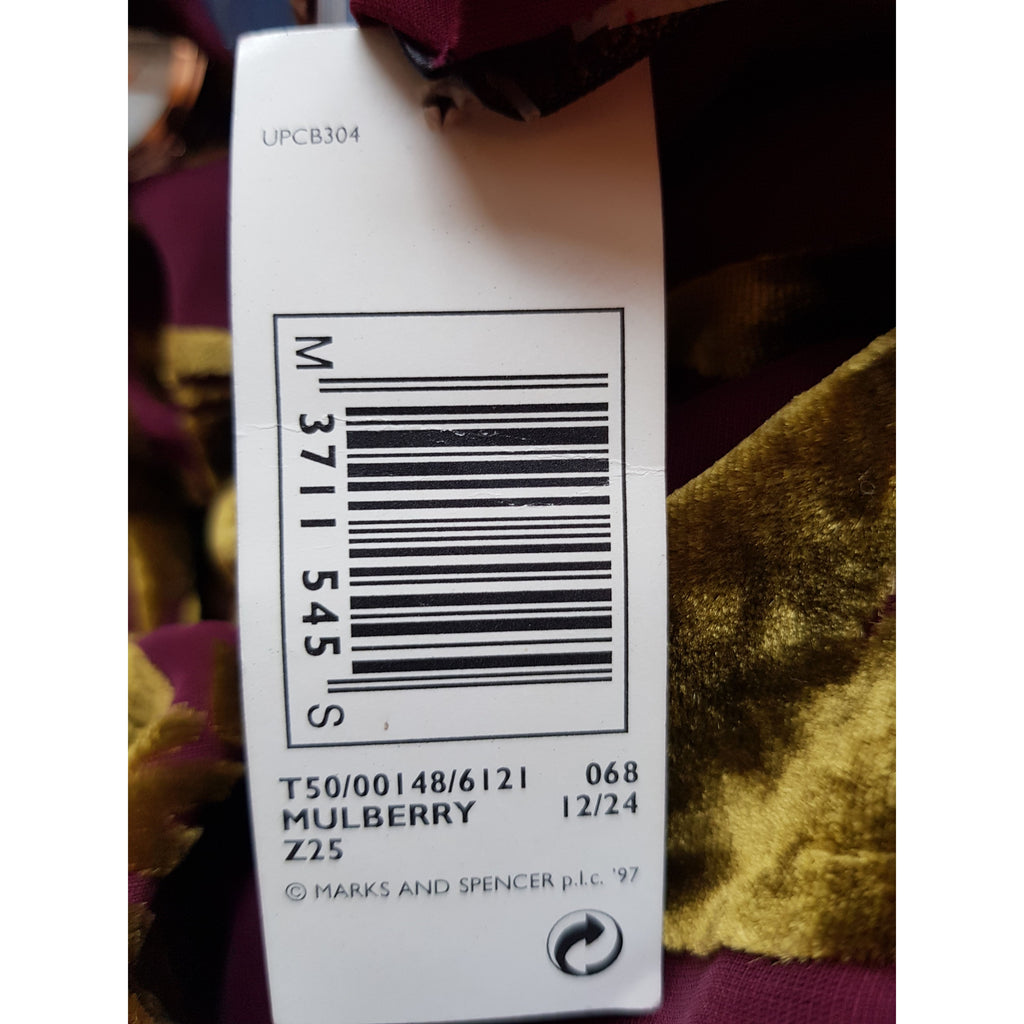 UPCB304
M 3711 545 S
T50/00148/6121 068
MULBERRY 12/24
Z25
© MARKS AND SPENCER p.l.c. '97